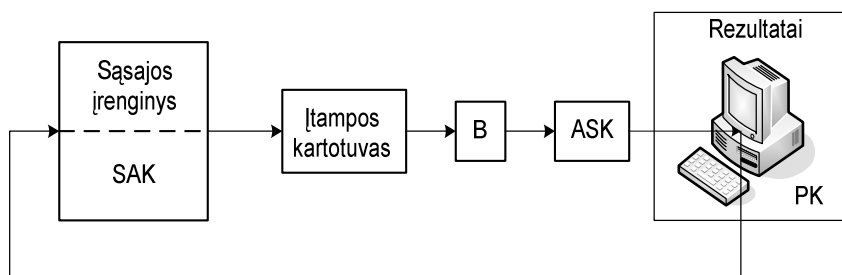 Sąsajos
įrenginys
SAK
Įtampos
kartotuvas
B
ASK
Rezultatai
PK